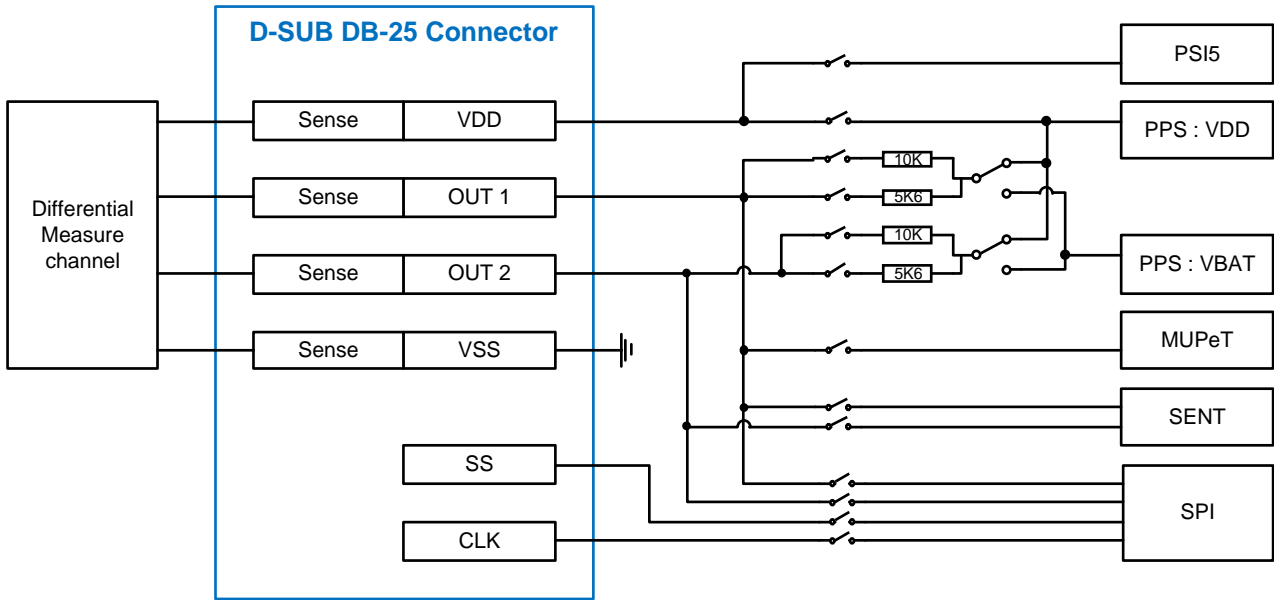 D-SUB DB-25 Connector
PSI5
Sense
VDD
PPS : VDD
10K
Differential
Measure
channel
Sense
OUT 1
5K6
10K
Sense
OUT 2
5K6
PPS : VBAT
Sense
VSS
MUPeT
SENT
SS
SPI
CLK